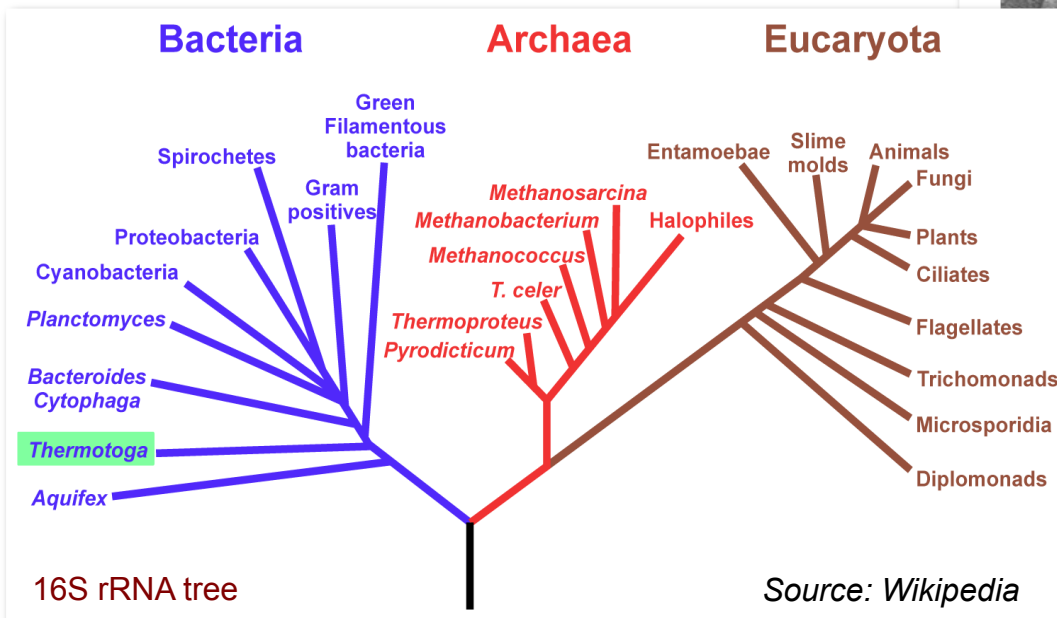 Bacteria
Archaea
Eucaryota
Green
Filamentous
bacteria
Spirochetes
Gram
positives
Proteobacteria
Cyanobacteria
Planctomyces
Bacteroides
Cytophaga
Thermotoga
Aquifex
Methanosarcina
Methanobacterium
Halophiles
Methanococcus
T. celer
Thermoproteus
Pyrodicticum
Entamoebae
Slime
molds
Animals
Fungi
Plants
Ciliates
Flagellates
Trichomonads
Microsporidia
Diplomonads
16S rRNA tree
Source: Wikipedia